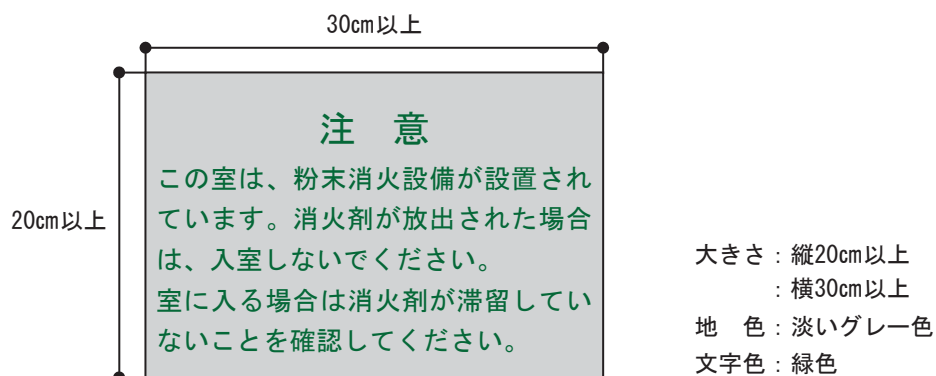 30cm以上
20cm以上
注　意
この室は、粉末消火設備が設置され
ています。消火剤が放出された場合
は、入室しないでください。
室に入る場合は消火剤が滞留してい
ないことを確認してください。
大きさ：縦20cm以上
：横30cm以上
地　色：淡いグレー色
文字色：緑色